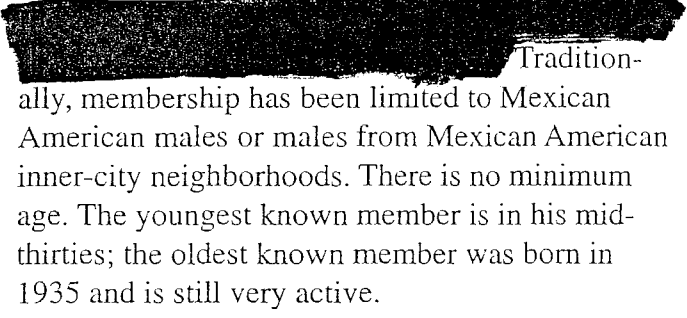 Tradition-
ally, membership has been limited to Mexican
American males or males from Mexican American
inner-city neighborhoods. There is no minimum
age. The youngest known member is in his mid-
thirties; the oldest known member was born in
1935 and is still very active.